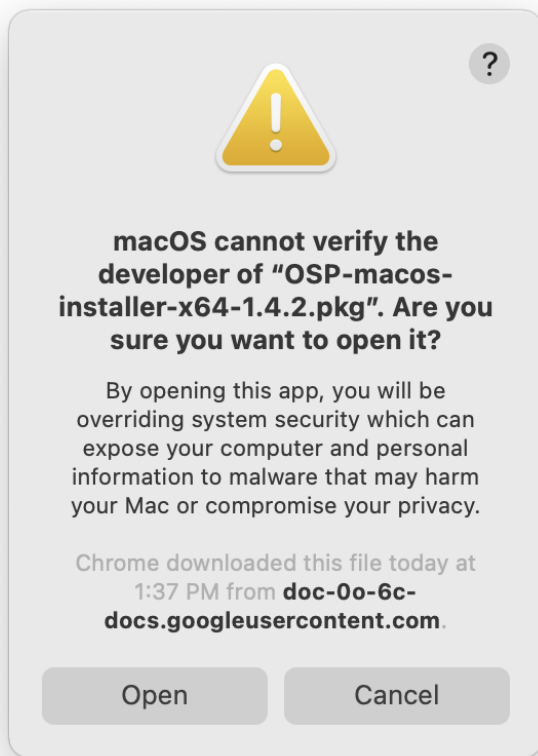 ?
macOS cannot verify the
developer of “OSP-macos-
installer-x64-1.4.2.pkg”. Are you
sure you want to open it?
By opening this app, you will be
overriding system security which can
expose your computer and personal
information to malware that may harm
your Mac or compromise your privacy.
Chrome downloaded this file today at
1:37 PM from doc-0o-6c-
docs.googleusercontent.com.
Open
Cancel